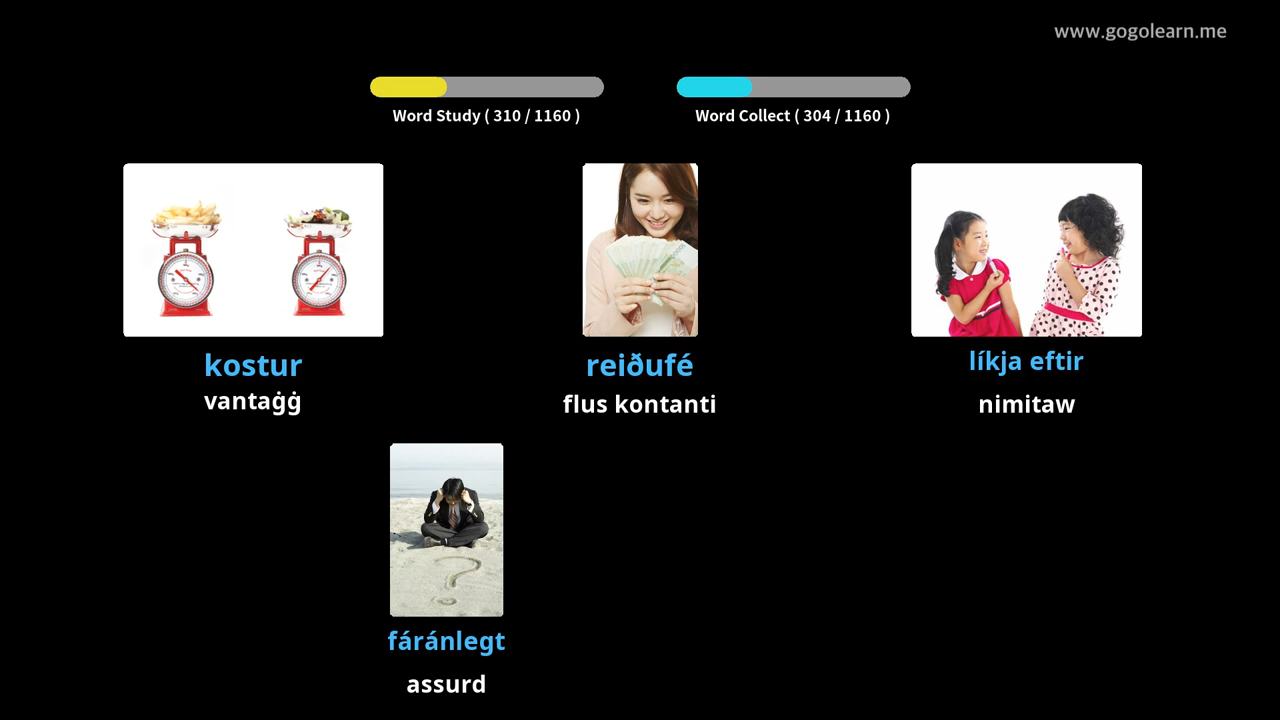 www.gogolearn.me
Word Study ( 310 / 1160 )
Word Collect ( 304 / 1160 )
kostur
vantaġġ
reiðufé
flus kontanti
líkja eftir
nimitaw
fáránlegt
assurd